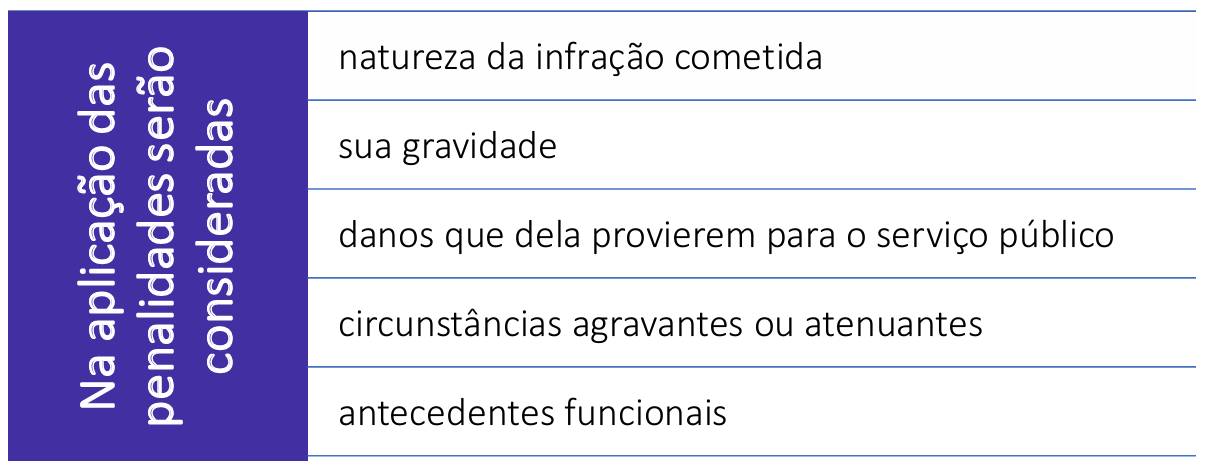 Na aplicação das
penalidades serão
consideradas
natureza da infração cometida
sua gravidade
danos que dela provierem para o serviço público
circunstâncias agravantes ou atenuantes
antecedentes funcionais